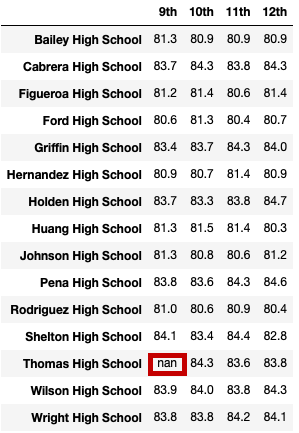 9th 10th 11th 12th
Bailey High School 81.3 80.9 80.9 80.9
Cabrera High School 83.7 84.3 83.8 84.3
Figueroa High School 81.2 81.4 80.6 81.4
Ford High School 80.6 81.3 80.4 80.7
Griffin High School 83.4 83.7 84.3 84.0
Hernandez High School 80.9 80.7 81.4 80.9
Holden High School 83.7 83.3 83.8 84.7
Huang High School 81.3 81.5 81.4 80.3
Johnson High School 81.3 80.8 80.6 81.2
Pena High School 83.8 83.6 84.3 84.6
Rodriguez High School 81.0 80.6 80.9 80.4
Shelton High School 84.1 83.4 84.4 82.8
Thomas High School nan 84.3 83.6 83.8
Wilson High School 83.9 84.0 83.8 84.3
Wright High School 83.8 83.8 84.2 84.1